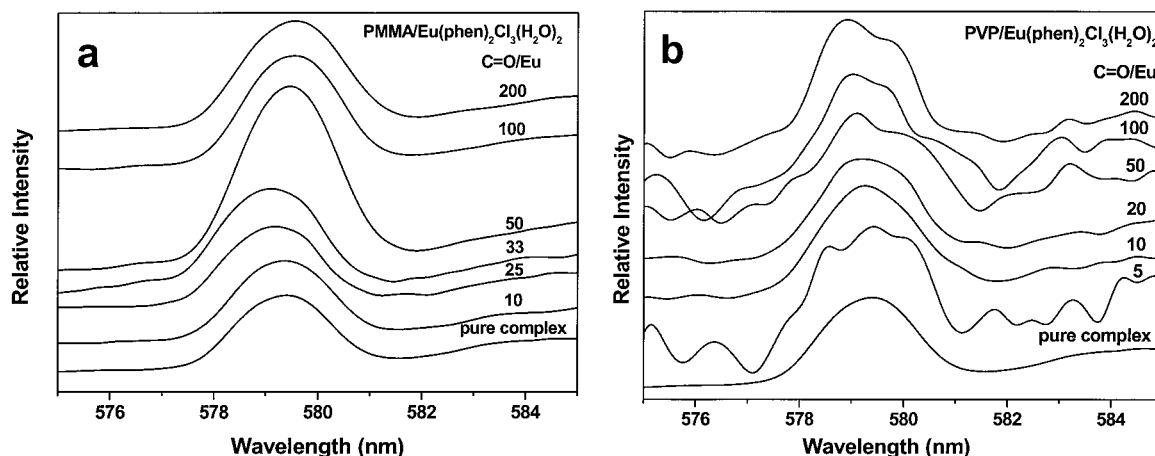 a
PMMA/Eu(phen)₂Cl₃(H₂O)₂
C=O/Eu
200
100
50
33
25
10
pure complex
Relative Intensity
576 578 580 582 584
Wavelength (nm)
b
PVP/Eu(phen)₂Cl₃(H₂O)₂
C=O/Eu
200
100
50
20
10
5
pure complex
Relative Intensity
576 578 580 582 584
Wavelength (nm)